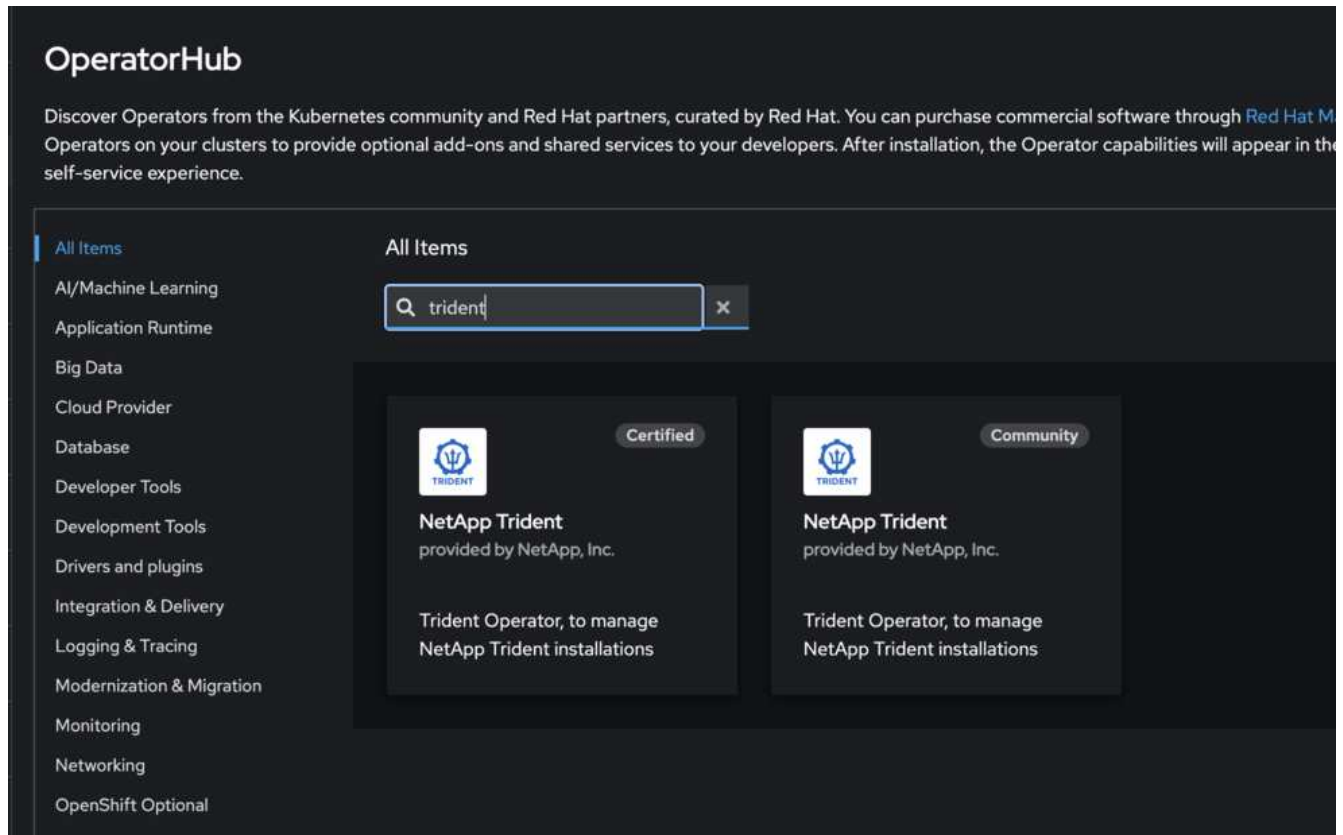 OperatorHub
Discover Operators from the Kubernetes community and Red Hat partners, curated by Red Hat. You can purchase commercial software through Red Hat
Operators on your clusters to provide optional add-ons and shared services to your developers. After installation, the Operator capabilities will appear in the
self-service experience.
All Items
AI/Machine Learning
Application Runtime
Big Data
Cloud Provider
Database
Developer Tools
Development Tools
Drivers and plugins
Integration & Delivery
Logging & Tracing
Modernization & Migration
Monitoring
Networking
OpenShift Optional
All Items
trident
Certified
TRIDENT
NetApp Trident
provided by NetApp, Inc.
Trident Operator, to manage
NetApp Trident installations
Community
TRIDENT
NetApp Trident
provided by NetApp, Inc.
Trident Operator, to manage
NetApp Trident installations